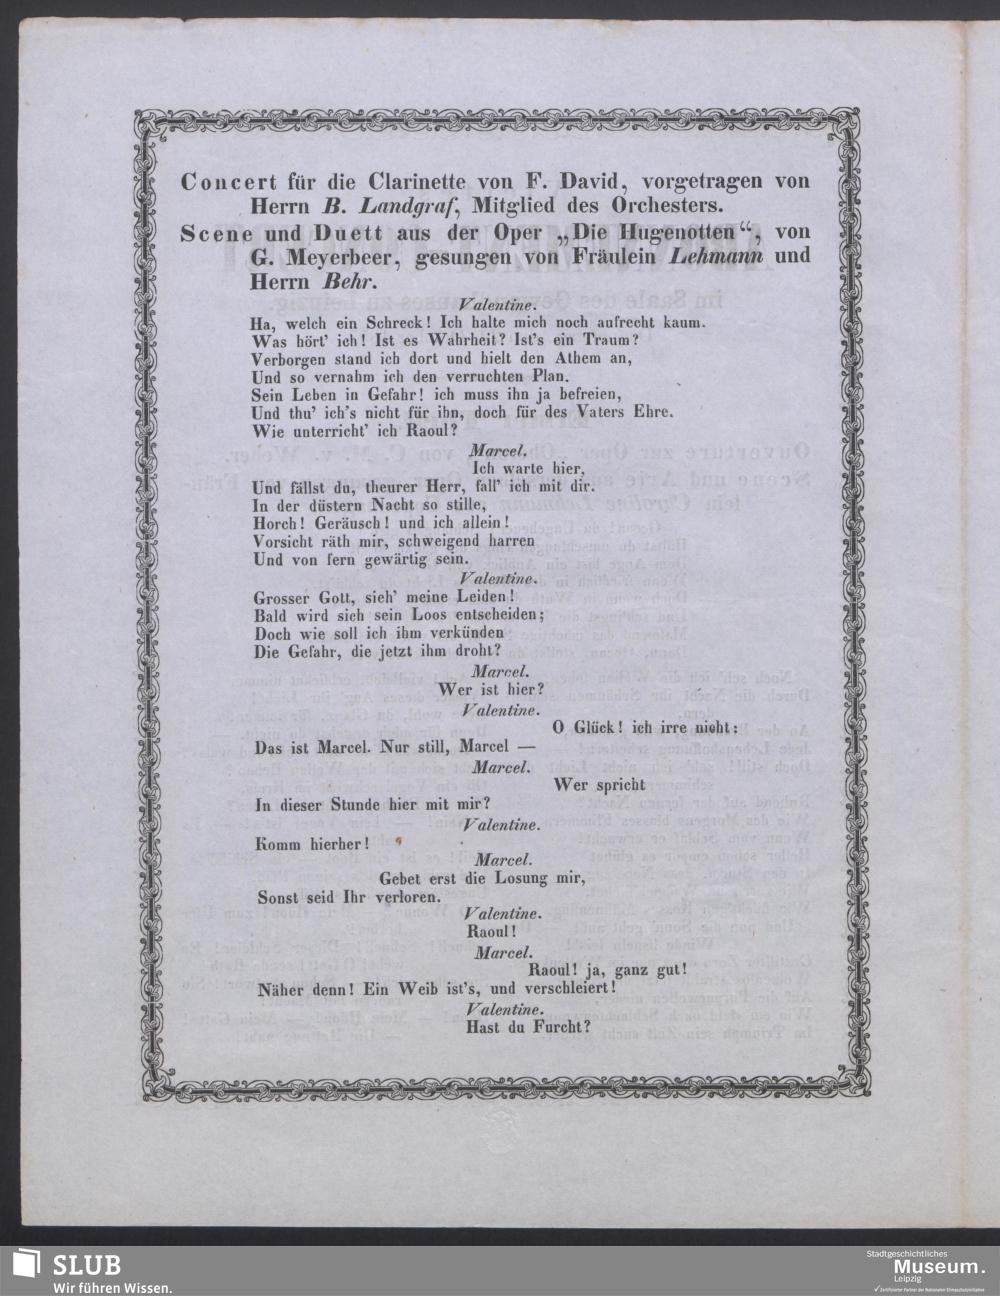 Concert für die Clarinette von F. David, vorgetragen von
Herrn B. Landgraf, Mitglied des Orchesters.
Scene und Duett aus der Oper „Die Hugenotten“, von
G. Meyerbeer, gesungen von Fräulein Lehmann und
Herrn Behr.
Valentine.
Ha, welch ein Schreck! Ich halte mich noch aufrecht kaum.
Was hört' ich! Ist es Wahrheit? Ist's ein Traum?
Verborgen stand ich dort und hielt den Athem an,
Und so vernahm ich den verruchten Plan.
Sein Leben in Gefahr! ich muss ihn ja befreien,
Und thu' ich's nicht für ihn, doch für des Vaters Ehre.
Wie unterricht' ich Raoul?
Marcel.
Ich warte hier,
Und fällst du, theurer Herr, fall' ich mit dir.
In der düstern Nacht so stille,
Horch! Geräusch! und ich allein!
Vorsicht räth mir, schweigend harren
Und von fern gewärtig sein.
Valentine.
Grosser Gott, sieh' meine Leiden!
Bald wird sich sein Loos entscheiden;
Doch wie soll ich ihm verkünden
Die Gefahr, die jetzt ihm droht?
Marcel.
Wer ist hier?
Valentine.
O Glück! ich irre nicht:
Das ist Marcel. Nur still, Marcel —
Marcel.
Wer spricht
In dieser Stunde hier mit mir?
Valentine.
Komm hierher!
Marcel.
Gebet erst die Losung mir,
Sonst seid Ihr verloren.
Valentine.
Raoul!
Marcel.
Raoul! ja, ganz gut!
Näher denn! Ein Weib ist's, und verschleiert!
Valentine.
Hast du Furcht?
SLUB
Wir führen Wissen.
Stadtgeschichtliches
Museum.
Leipzig
Zertifizierter Partner der Nationalen Klimaschutzinitiative